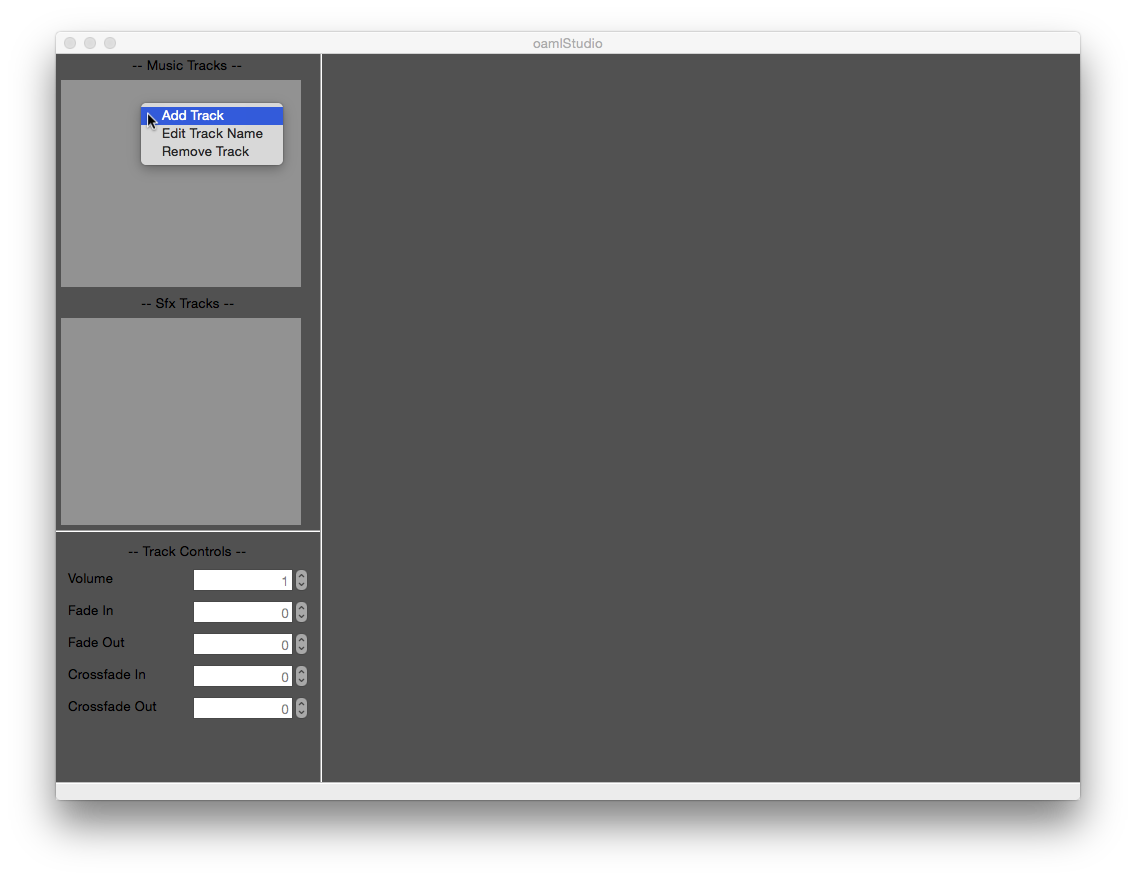 oamlStudio
-- Music Tracks --
Add Track
Edit Track Name
Remove Track
-- Sfx Tracks --
-- Track Controls --
Volume 1
Fade In 0
Fade Out 0
Crossfade In 0
Crossfade Out 0